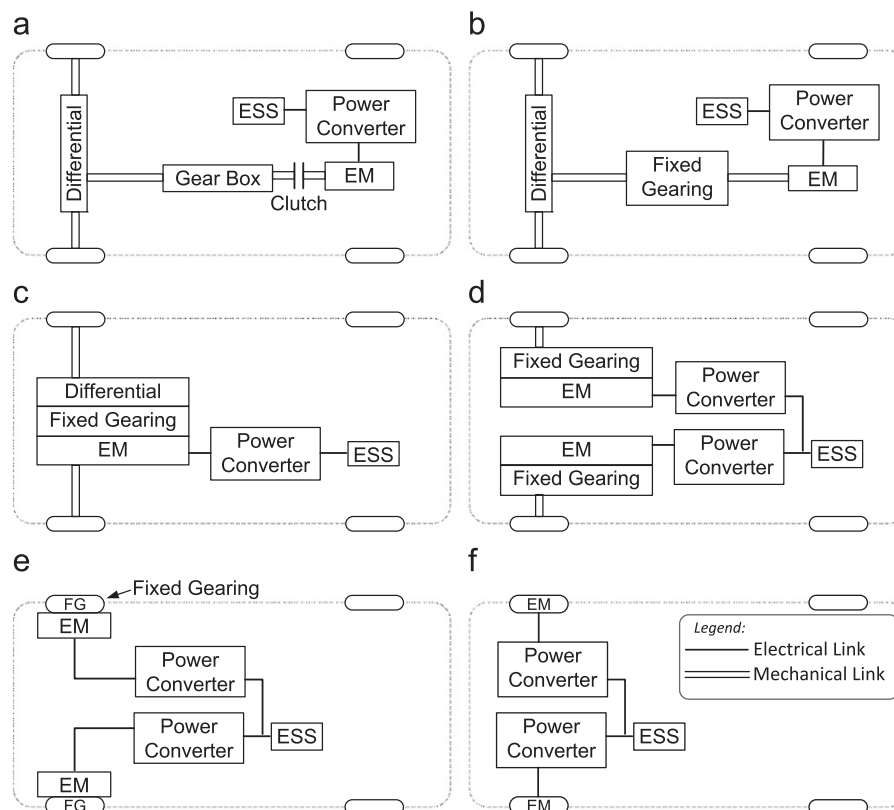 a
ESS
Power
Converter
Differential
Gear Box
EM
Clutch
b
ESS
Power
Converter
Differential
Fixed
Gearing
EM
c
Differential
Fixed Gearing
EM
Power
Converter
ESS
d
Fixed Gearing
EM
Power
Converter
EM
Fixed Gearing
Power
Converter
ESS
e
FG
Fixed Gearing
EM
Power
Converter
Power
Converter
ESS
EM
FG
f
EM
Power
Converter
Power
Converter
ESS
EM
Legend:
Electrical Link
Mechanical Link